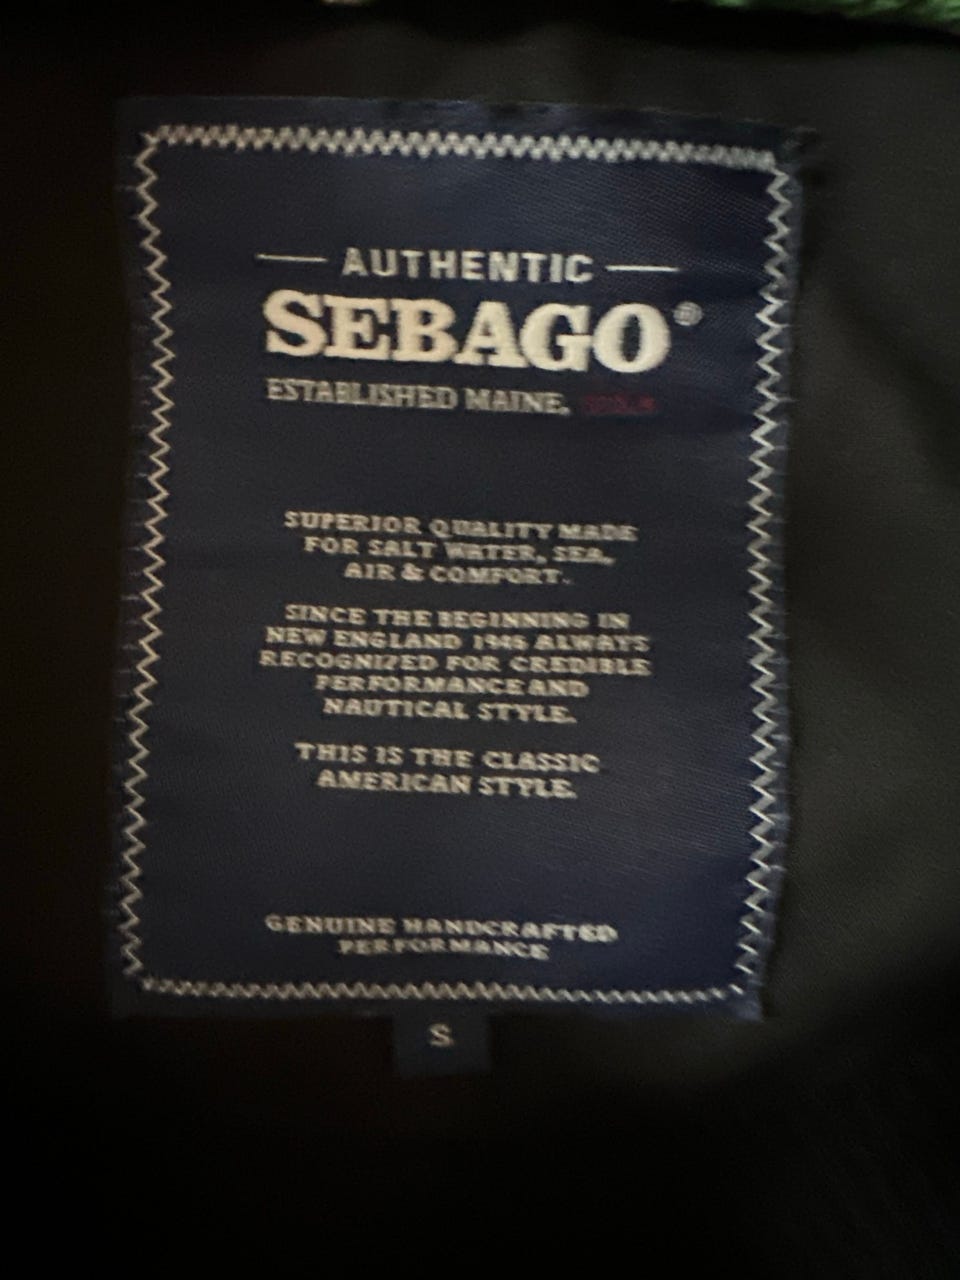 AUTHENTIC
SEBAGO®
ESTABLISHED MAINE.
SUPERIOR QUALITY MADE
FOR SALT WATER, SEA,
AIR & COMFORT.
SINCE THE BEGINNING IN
NEW ENGLAND 1946 ALWAYS
RECOGNIZED FOR CREDIBLE
PERFORMANCE AND
NAUTICAL STYLE.
THIS IS THE CLASSIC
AMERICAN STYLE.
GENUINE HANDCRAFTED
PERFORMANCE
S